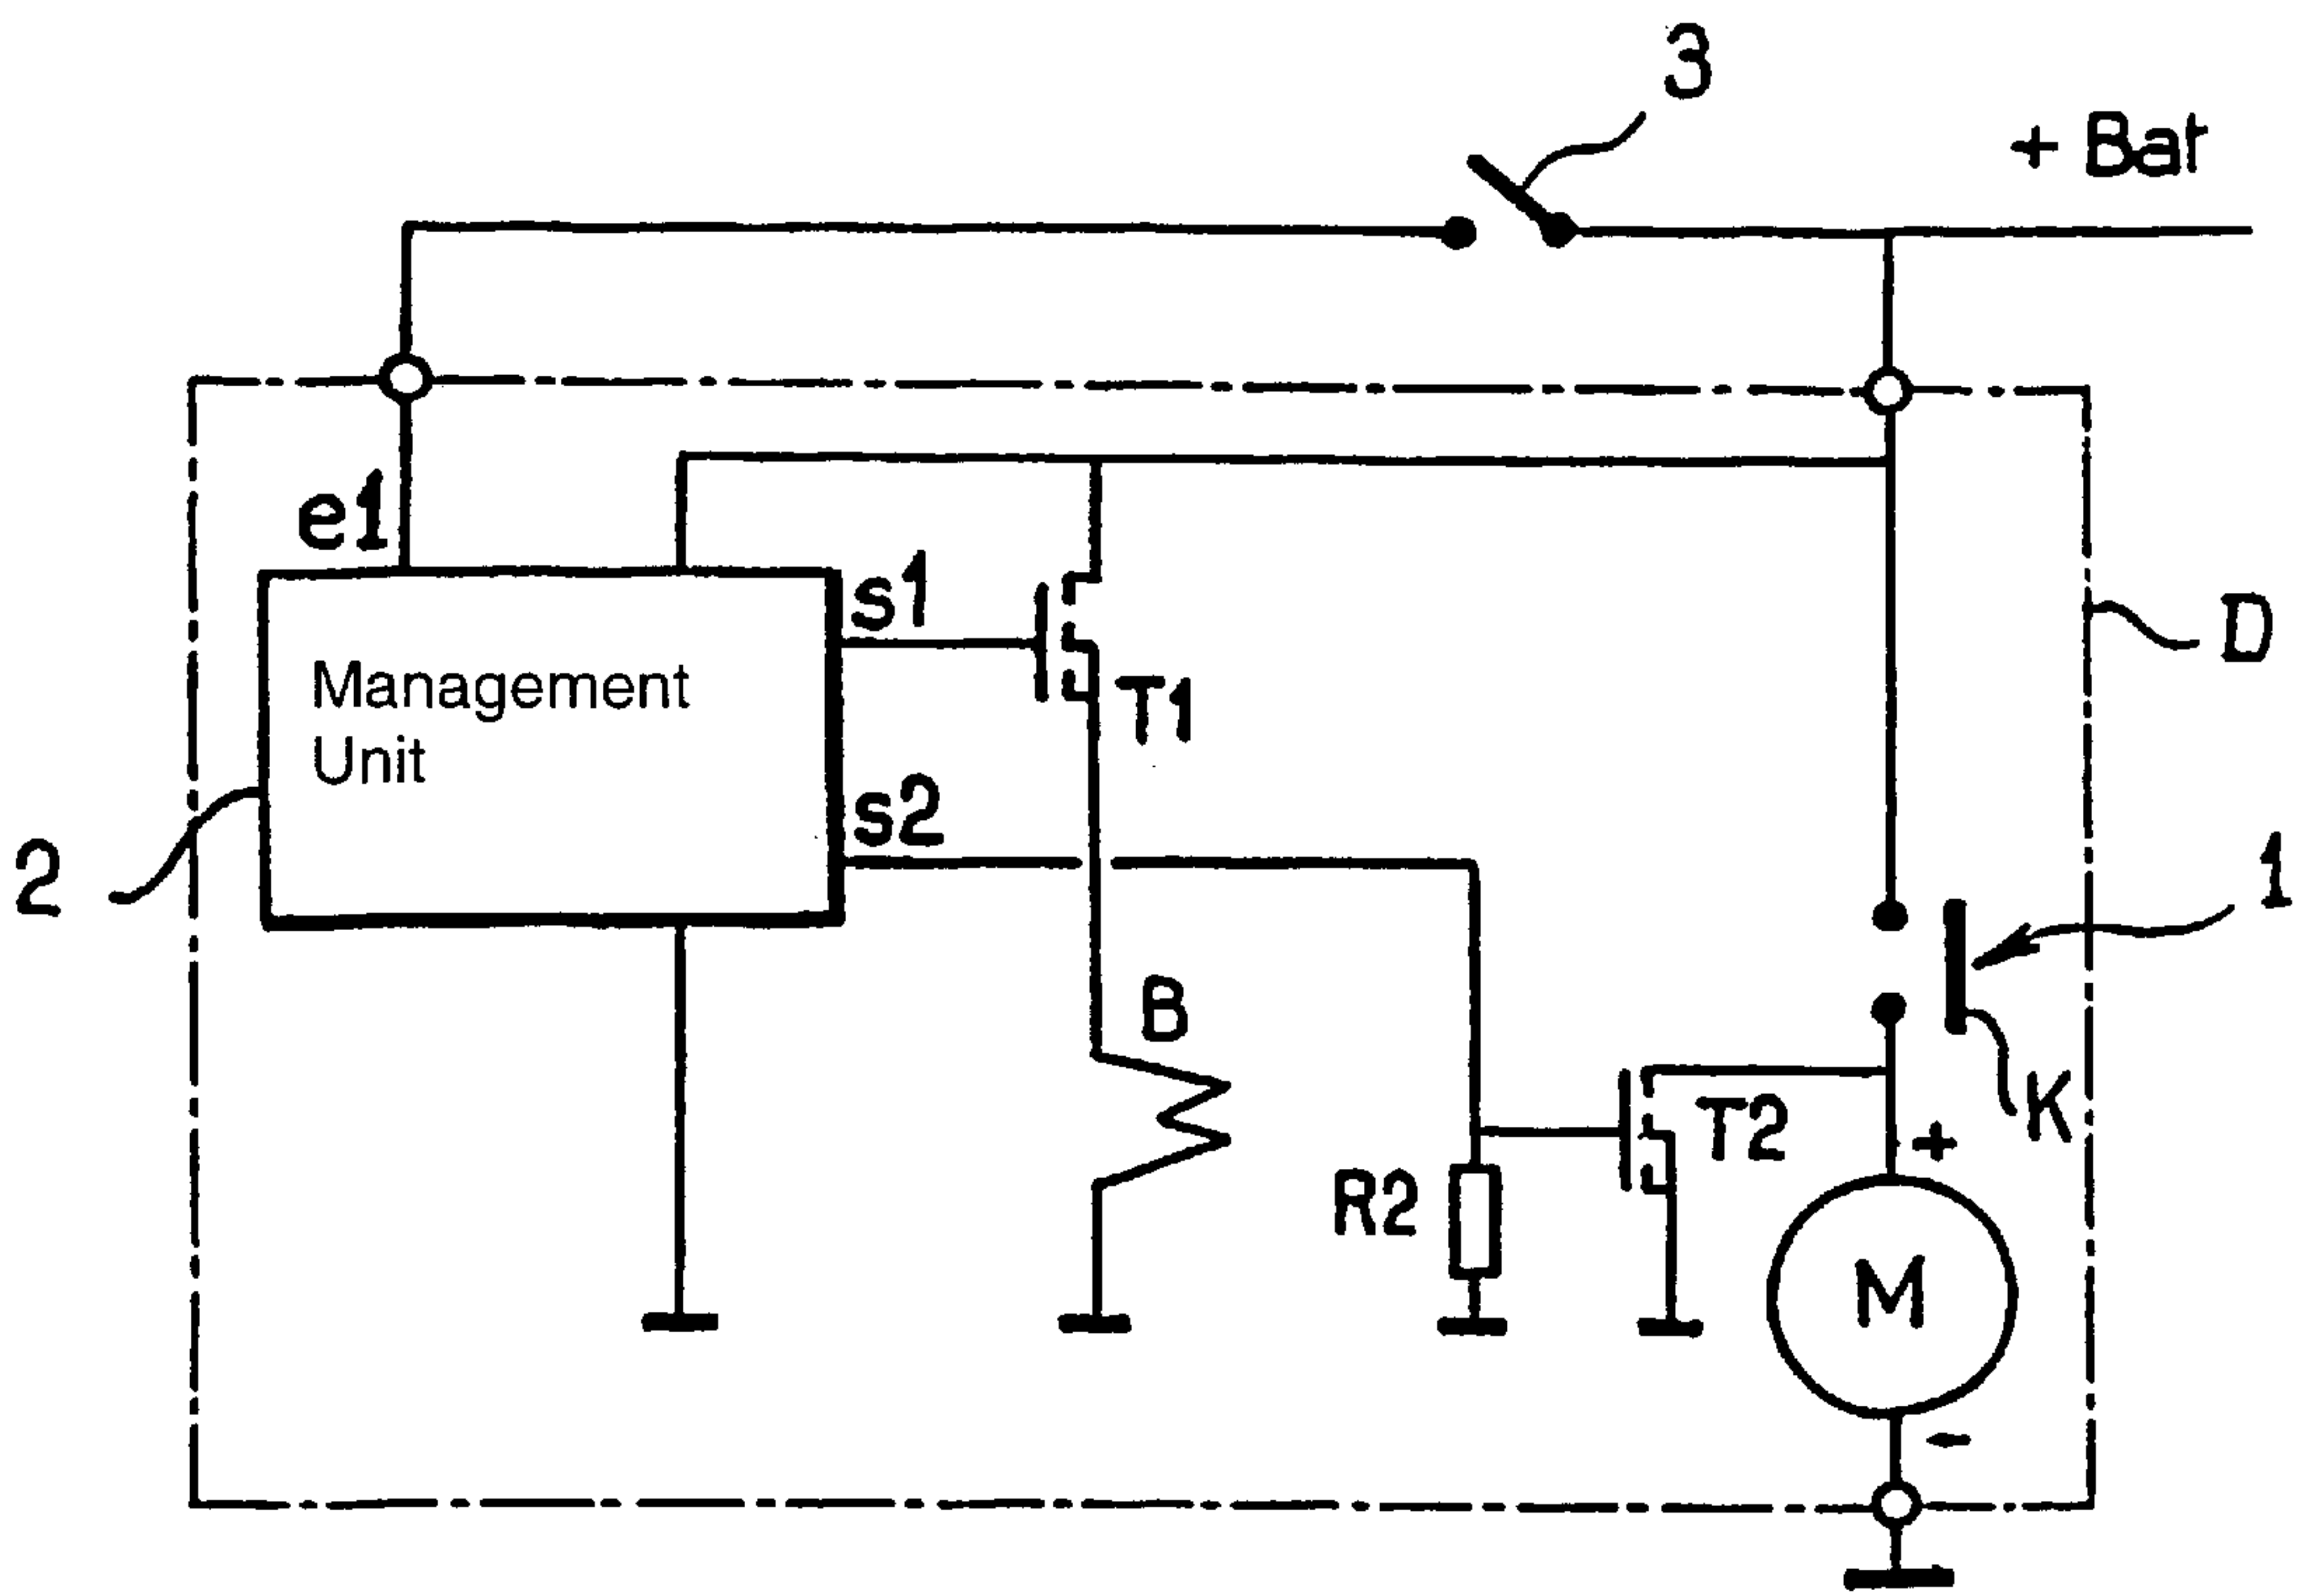 3
+ Bat
e1
s1
D
Management
Unit
T1
s2
2
1
B
K
T2
+
R2
M
-